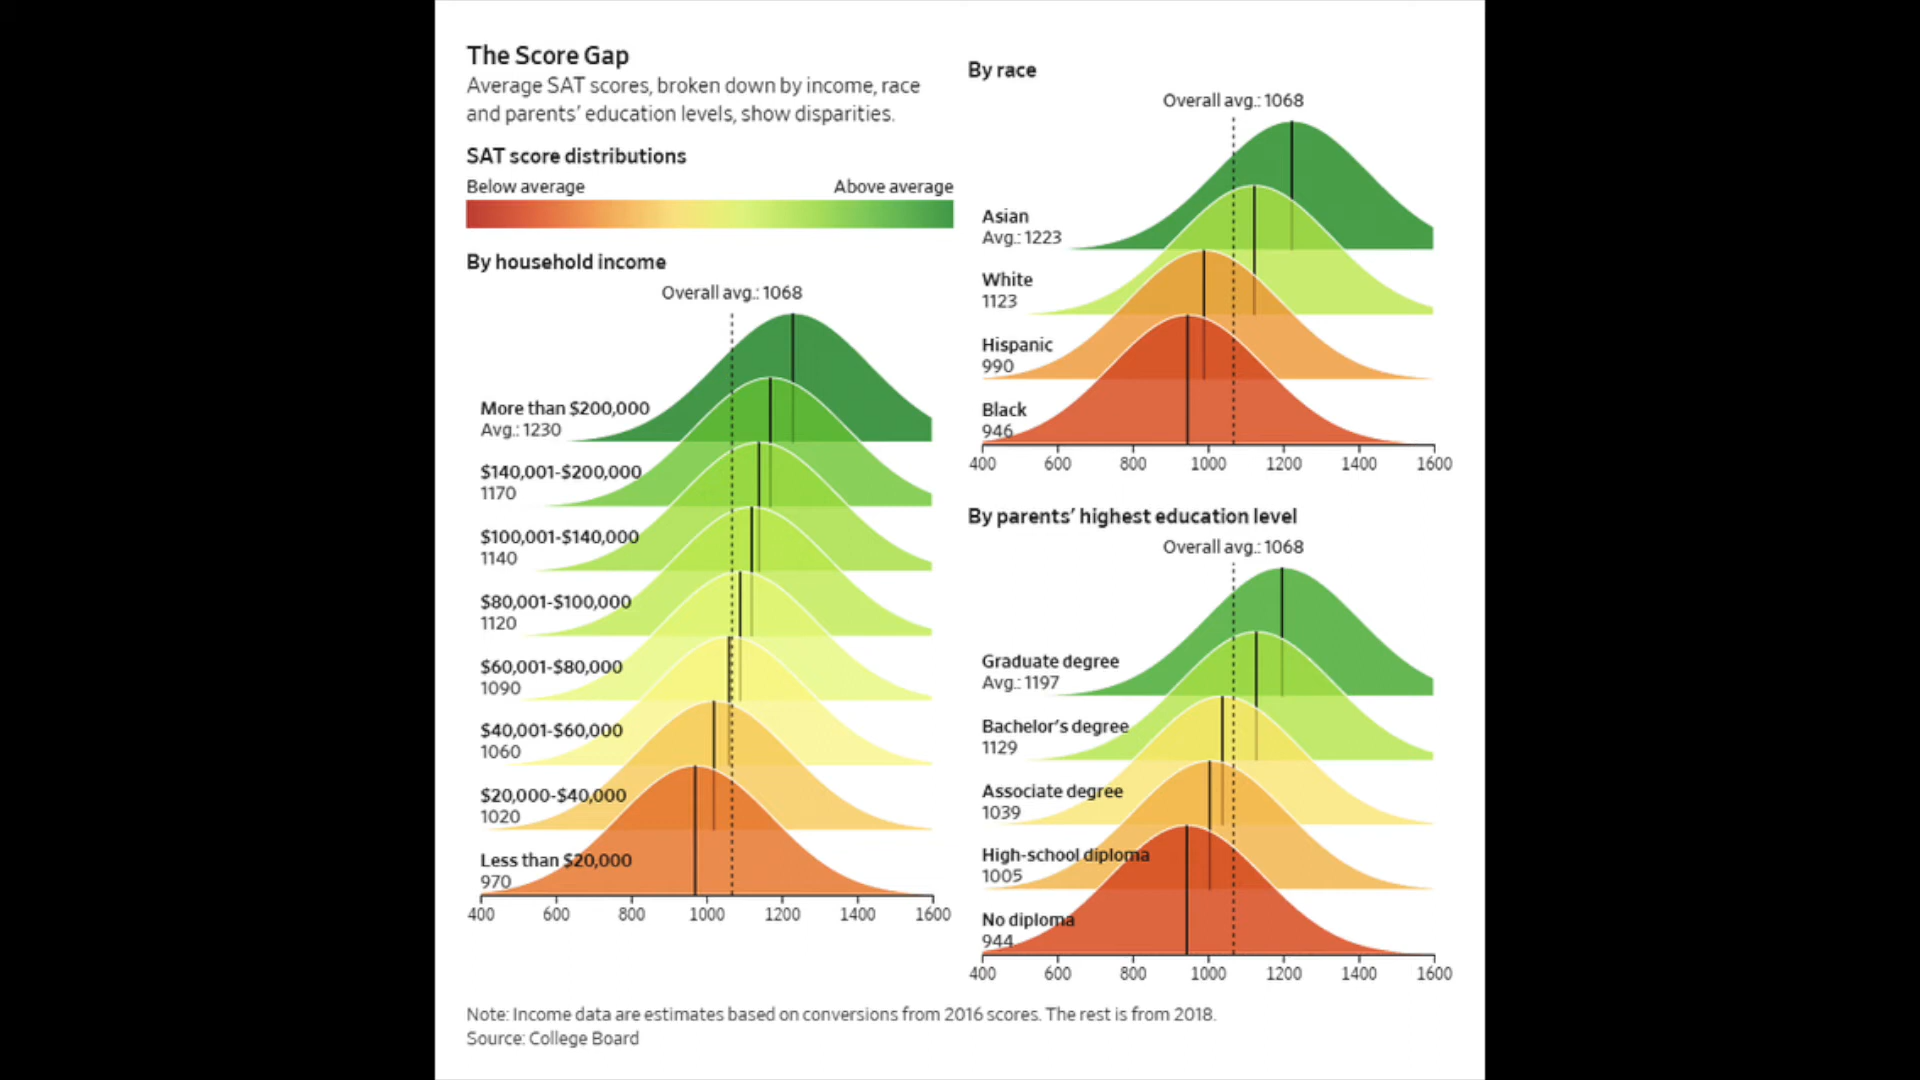 The Score Gap
Average SAT scores, broken down by income, race
and parents’ education levels, show disparities.
SAT score distributions
Below average Above average
By household income
Overall avg.: 1068
More than $200,000
Avg.: 1230
$140,001-$200,000
1170
$100,001-$140,000
1140
$80,001-$100,000
1120
$60,001-$80,000
1090
$40,001-$60,000
1060
$20,000-$40,000
1020
Less than $20,000
970
400 600 800 1000 1200 1400 1600
By race
Overall avg.: 1068
Asian
Avg.: 1223
White
1123
Hispanic
990
Black
946
400 600 800 1000 1200 1400 1600
By parents’ highest education level
Overall avg.: 1068
Graduate degree
Avg.: 1197
Bachelor’s degree
1129
Associate degree
1039
High-school diploma
1005
No diploma
944
400 600 800 1000 1200 1400 1600
Note: Income data are estimates based on conversions from 2016 scores. The rest is from 2018.
Source: College Board